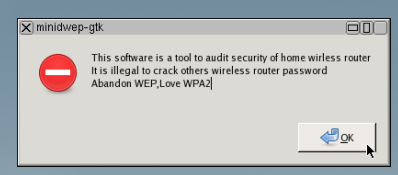 minidwep-gtk
This software is a tool to audit security of home wirless router
It is illegal to crack others wireless router password
Abandon WEP,Love WPA2
OK